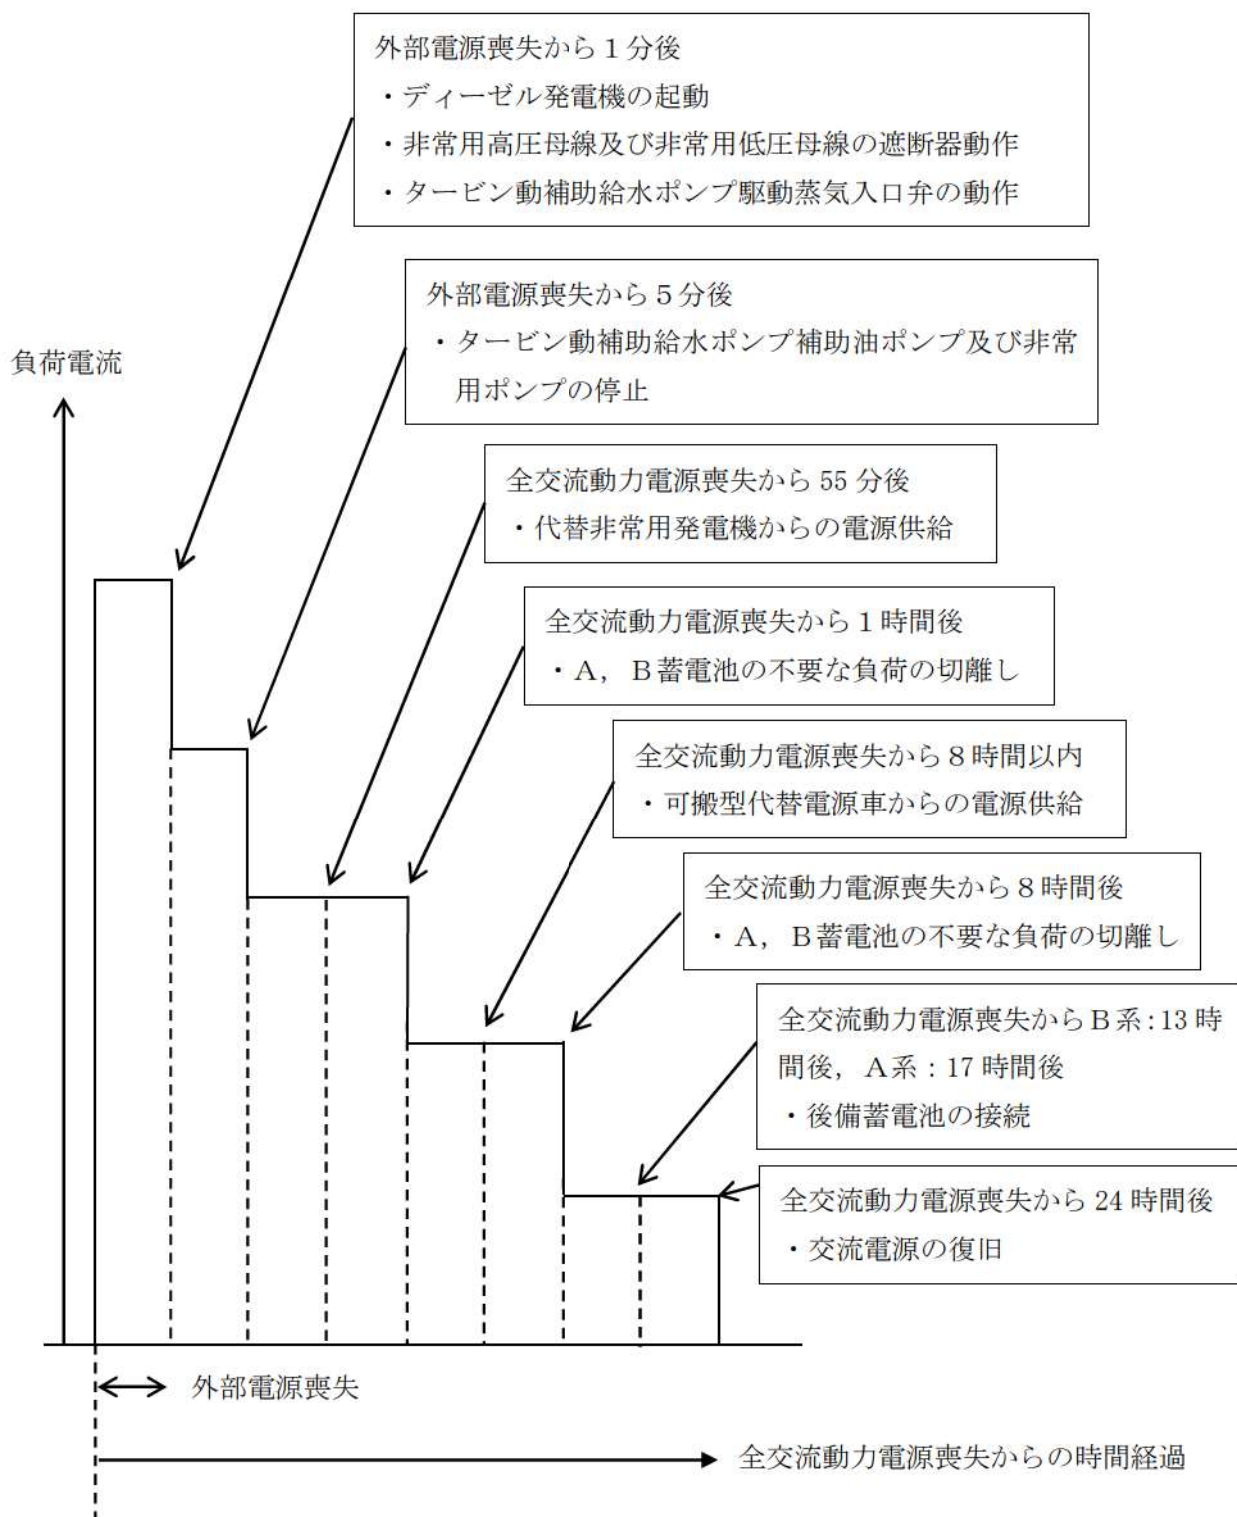 外部電源喪失から１分後
・ディーゼル発電機の起動
・非常用高圧母線及び非常用低圧母線の遮断器動作
・タービン動補助給水ポンプ駆動蒸気入口弁の動作
外部電源喪失から５分後
・タービン動補助給水ポンプ補助油ポンプ及び非常
用ポンプの停止
負荷電流
全交流動力電源喪失から 55 分後
・代替非常用発電機からの電源供給
全交流動力電源喪失から１時間後
・Ａ，Ｂ蓄電池の不要な負荷の切離し
全交流動力電源喪失から８時間以内
・可搬型代替電源車からの電源供給
全交流動力電源喪失から８時間後
・Ａ，Ｂ蓄電池の不要な負荷の切離し
全交流動力電源喪失からＢ系:13 時
間後，Ａ系：17 時間後
・後備蓄電池の接続
全交流動力電源喪失から 24 時間後
・交流電源の復旧
外部電源喪失
全交流動力電源喪失からの時間経過